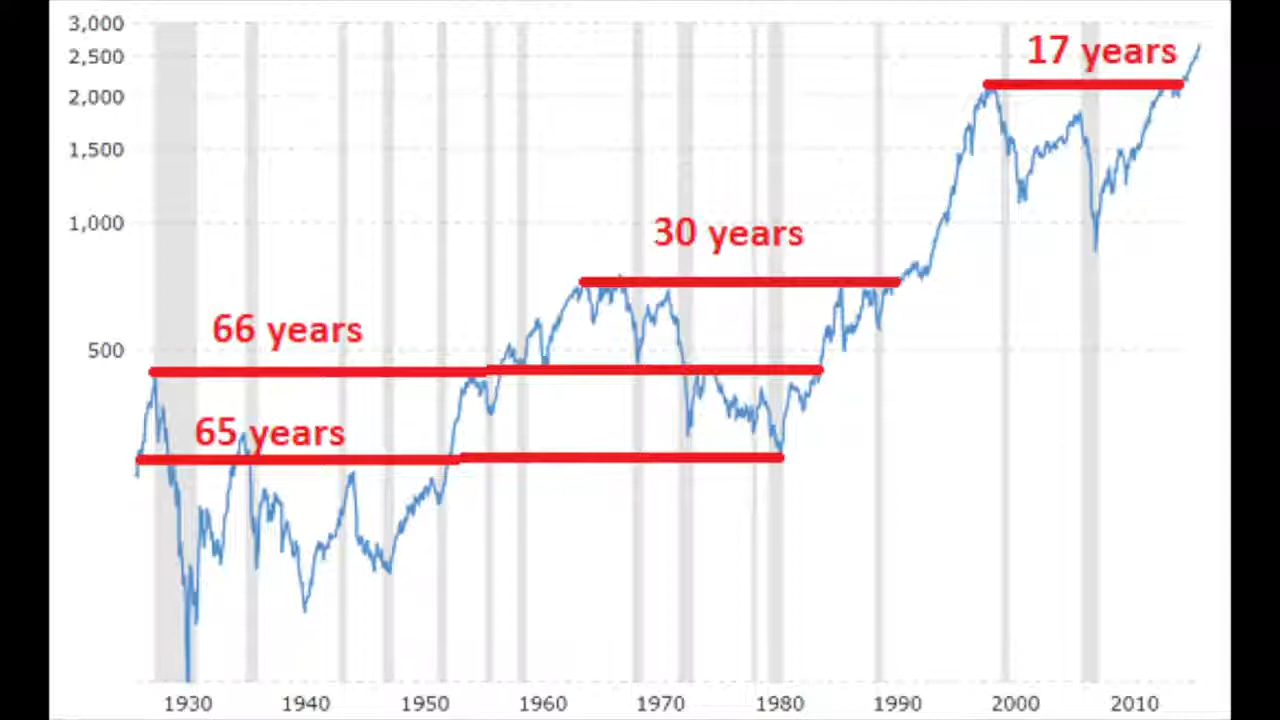 3,000
17 years
2,500
2,000
1,500
1,000
30 years
66 years
500
65 years
1930 1940 1950 1960 1970 1980 1990 2000 2010